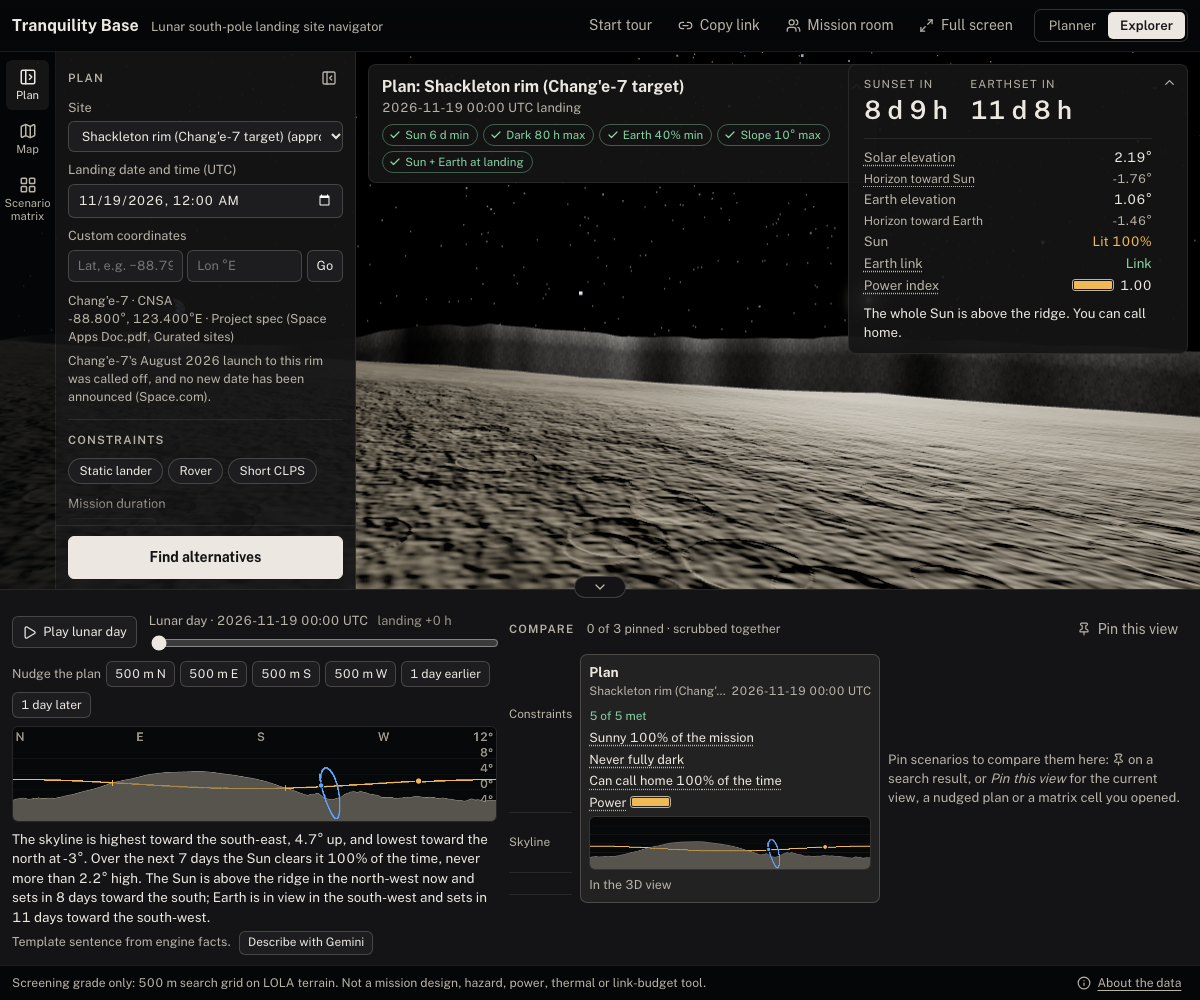 Tranquility Base Lunar south-pole landing site navigator Start tour Copy link Mission room Full screen Planner Explorer
Plan
Map
Scenario
matrix
PLAN
Site
Shackleton rim (Chang'e-7 target) (appro
Landing date and time (UTC)
11/19/2026, 12:00 AM
Custom coordinates
Lat, e.g. −88.79 Lon °E Go
Chang'e-7 · CNSA
-88.800°, 123.400°E · Project spec (Space
Apps Doc.pdf, Curated sites)
Chang'e-7's August 2026 launch to this rim
was called off, and no new date has been
announced (Space.com).
CONSTRAINTS
Static lander Rover Short CLPS
Mission duration
Find alternatives
Plan: Shackleton rim (Chang'e-7 target)
2026-11-19 00:00 UTC landing
Sun 6 d min Dark 80 h max Earth 40% min Slope 10° max
Sun + Earth at landing
SUNSET IN EARTHSET IN
8 d 9 h 11 d 8 h
Solar elevation 2.19°
Horizon toward Sun -1.76°
Earth elevation 1.06°
Horizon toward Earth -1.46°
Sun Lit 100%
Earth link Link
Power index 1.00
The whole Sun is above the ridge. You can call
home.
Play lunar day Lunar day · 2026-11-19 00:00 UTC landing +0 h
Nudge the plan 500 m N 500 m E 500 m S 500 m W 1 day earlier
1 day later
N E S W 12°
8°
4°
0°
-4°
The skyline is highest toward the south-east, 4.7° up, and lowest toward the
north at -3°. Over the next 7 days the Sun clears it 100% of the time, never
more than 2.2° high. The Sun is above the ridge in the north-west now and
sets in 8 days toward the south; Earth is in view in the south-west and sets in
11 days toward the south-west.
Template sentence from engine facts. Describe with Gemini
COMPARE 0 of 3 pinned · scrubbed together Pin this view
Plan
Shackleton rim (Chang'... 2026-11-19 00:00 UTC
Constraints
5 of 5 met
Sunny 100% of the mission
Never fully dark
Can call home 100% of the time
Power
Skyline
In the 3D view
Pin scenarios to compare them here: on a
search result, or Pin this view for the current
view, a nudged plan or a matrix cell you opened.
Screening grade only: 500 m search grid on LOLA terrain. Not a mission design, hazard, power, thermal or link-budget tool. About the data